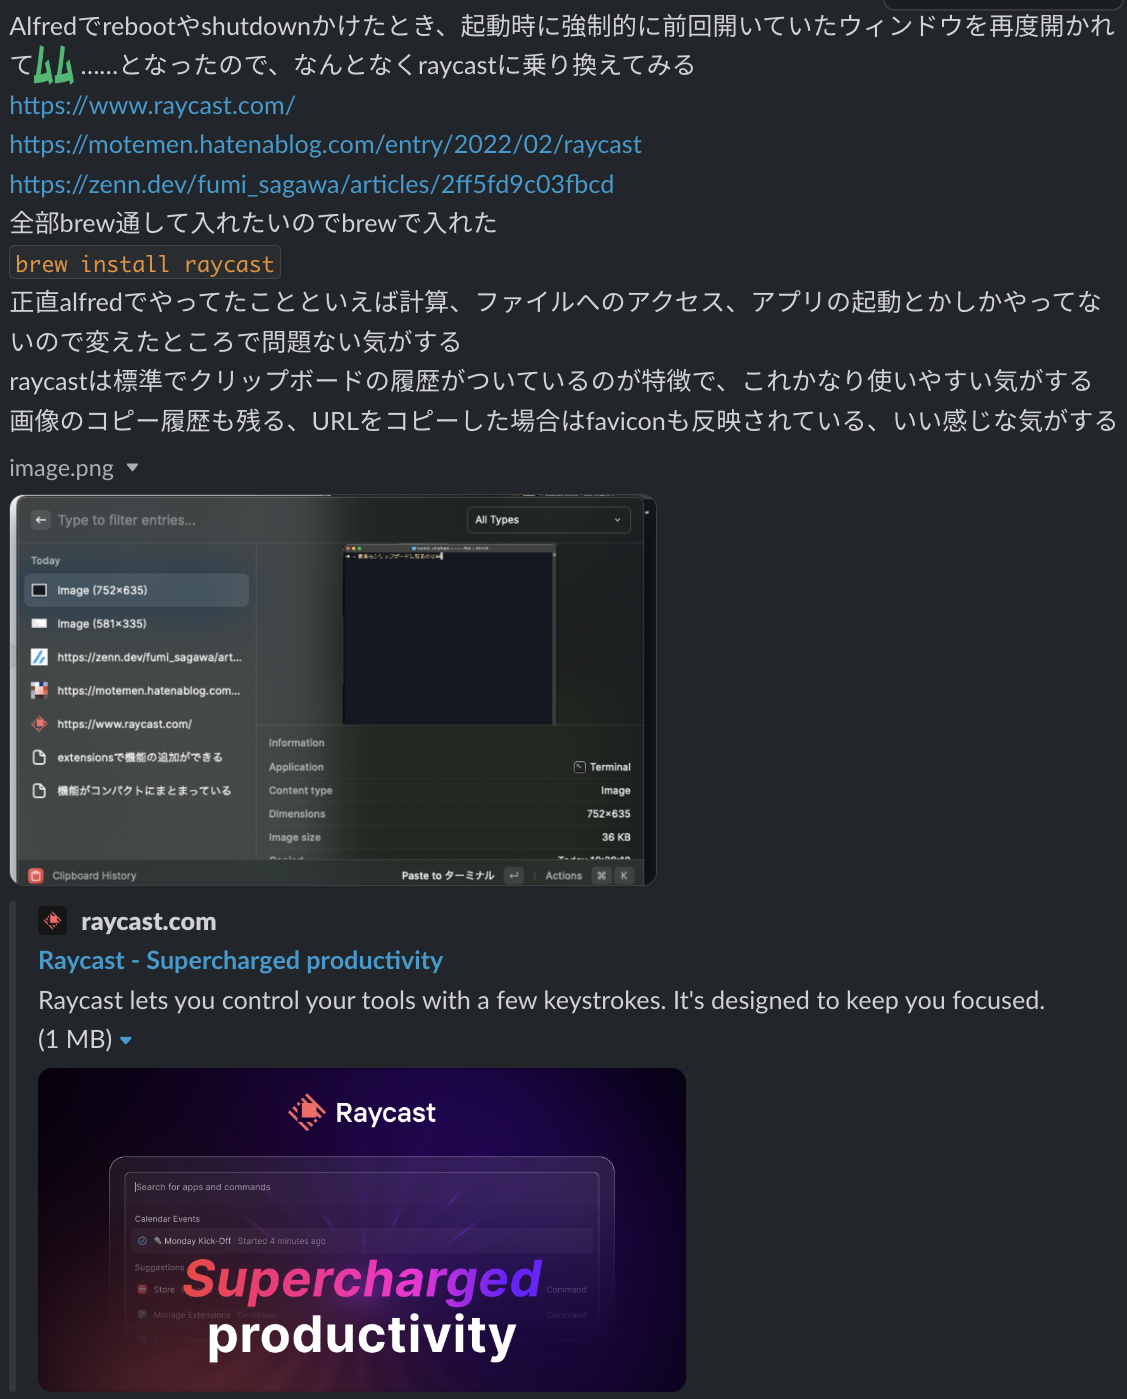 Alfredでrebootやshutdownかけたとき、起動時に強制的に前回開いていたウィンドウを再度開かれ
て ......となったので、なんとなくraycastに乗り換えてみる
https://www.raycast.com/
https://motemen.hatenablog.com/entry/2022/02/raycast
https://zenn.dev/fumi_sagawa/articles/2ff5fd9c03fbcd
全部brew通して入れたいのでbrewで入れた
brew install raycast
正直alfredでやってたことといえば計算、ファイルへのアクセス、アプリの起動とかしかやってな
いので変えたところで問題ない気がする
raycastは標準でクリップボードの履歴がついているのが特徴で、これかなり使いやすい気がする
画像のコピー履歴も残る、URLをコピーした場合はfaviconも反映されている、いい感じな気がする
image.png
Type to filter entries...
All Types
Today
Image (752×635)
Image (581×335)
https://zenn.dev/fumi_sagawa/art...
https://motemen.hatenablog.com...
https://www.raycast.com/
extensionsで機能の追加ができる
機能がコンパクトにまとまっている
Information
Application Terminal
Content type Image
Dimensions 752×635
Image size 36 KB
Clipboard History
Paste to ターミナル
Actions ⌘ K
raycast.com
Raycast - Supercharged productivity
Raycast lets you control your tools with a few keystrokes. It's designed to keep you focused.
(1 MB)
Raycast
Search for apps and commands
Calendar Events
Monday Kick-Off Started 4 minutes ago
Suggestions
Store Command
Manage Extensions Developer Command
Supercharged
productivity